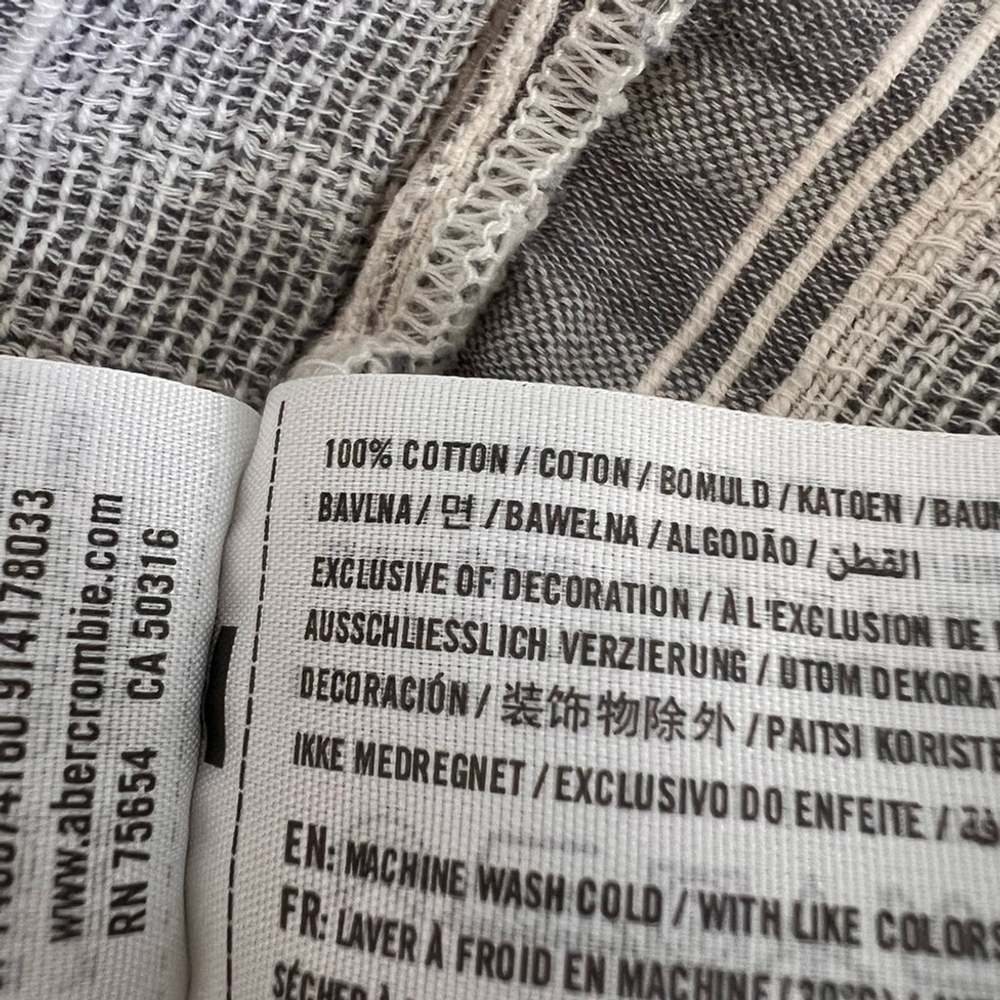 www.abercrombie.com
RN 75654 CA 50316
100% COTTON / COTON / BOMULD / KATOEN /
BAVLNA / 면 / BAWEŁNA / ALGODÃO / القطن
EXCLUSIVE OF DECORATION / À L'EXCLUSION DE
AUSSCHLIESSLICH VERZIERUNG / UTOM
DECORACIÓN / 装饰物除外 / PAITSI
IKKE MEDREGNET / EXCLUSIVO DO ENFEITE /
EN: MACHINE WASH COLD / WITH LIKE COLORS
FR: LAVER À FROID EN MACHINE
SÉCHER À